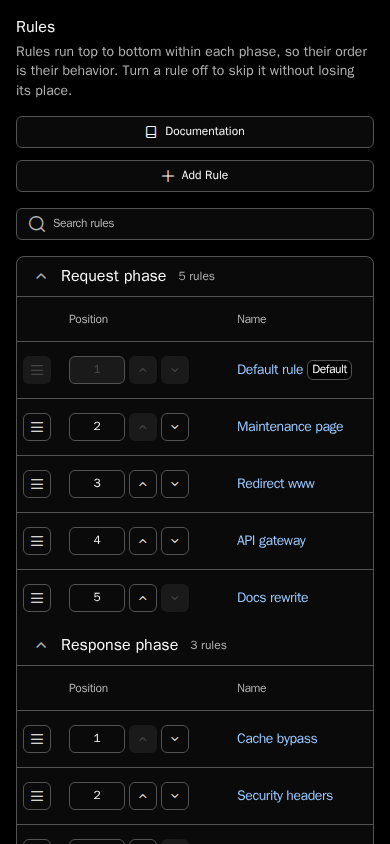 Rules
Rules run top to bottom within each phase, so their order
is their behavior. Turn a rule off to skip it without losing
its place.
Documentation
Add Rule
Search rules
Request phase 5 rules
Position Name
1 Default rule Default
2 Maintenance page
3 Redirect www
4 API gateway
5 Docs rewrite
Response phase 3 rules
Position Name
1 Cache bypass
2 Security headers